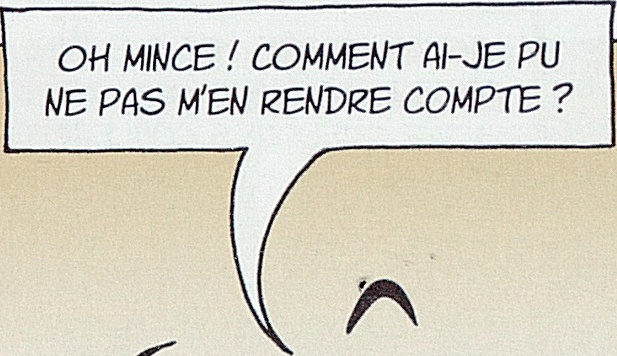 OH MINCE ! COMMENT AI-JE PU
NE PAS M'EN RENDRE COMPTE ?